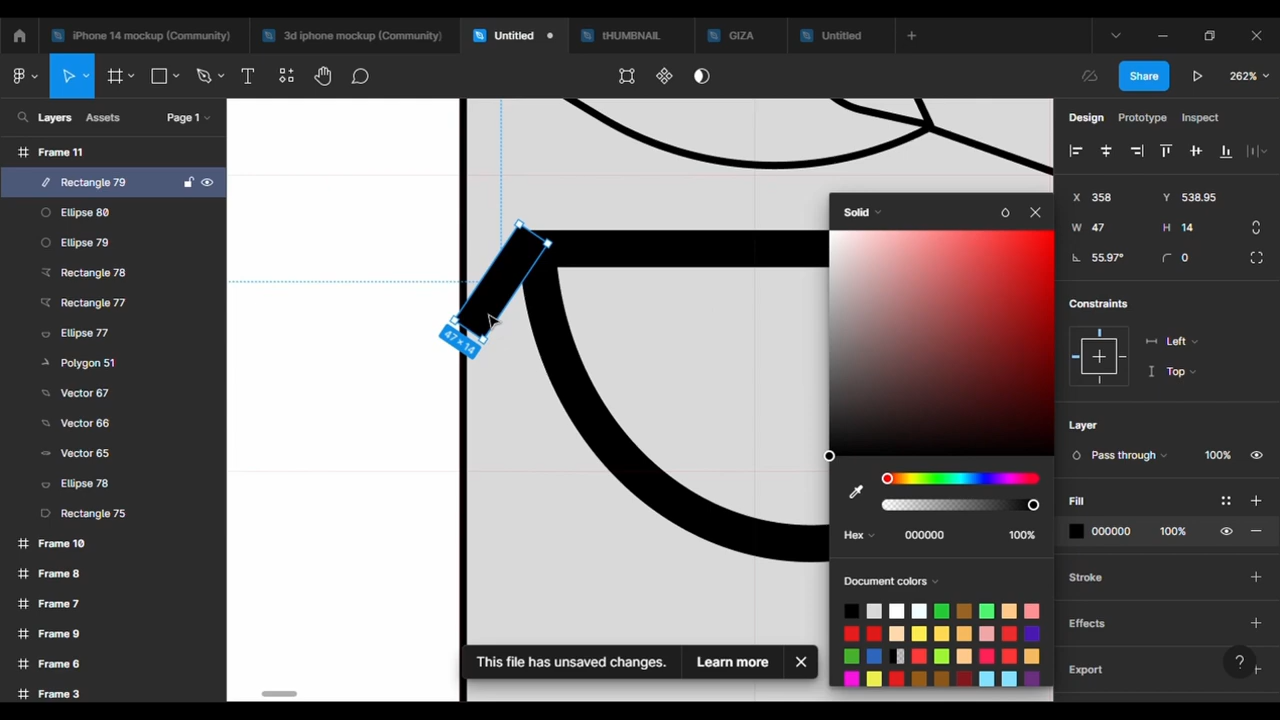 iPhone 14 mockup (Community)
3d iphone mockup (Community)
Untitled
tHUMBNAIL
GIZA
Untitled
Share
262%
Layers
Assets
Page 1
Design
Prototype
Inspect
Frame 11
Rectangle 79
Ellipse 80
Ellipse 79
Rectangle 78
Rectangle 77
Ellipse 77
Polygon 51
Vector 67
Vector 66
Vector 65
Ellipse 78
Rectangle 75
Frame 10
Frame 8
Frame 7
Frame 9
Frame 6
Frame 3
47 × 14
This file has unsaved changes.
Learn more
Solid
Hex
000000
100%
Document colors
X 358 Y 538.95
W 47 H 14
55.97° 0
Constraints
Left
Top
Layer
Pass through 100%
Fill
000000 100%
Stroke
Effects
Export
?